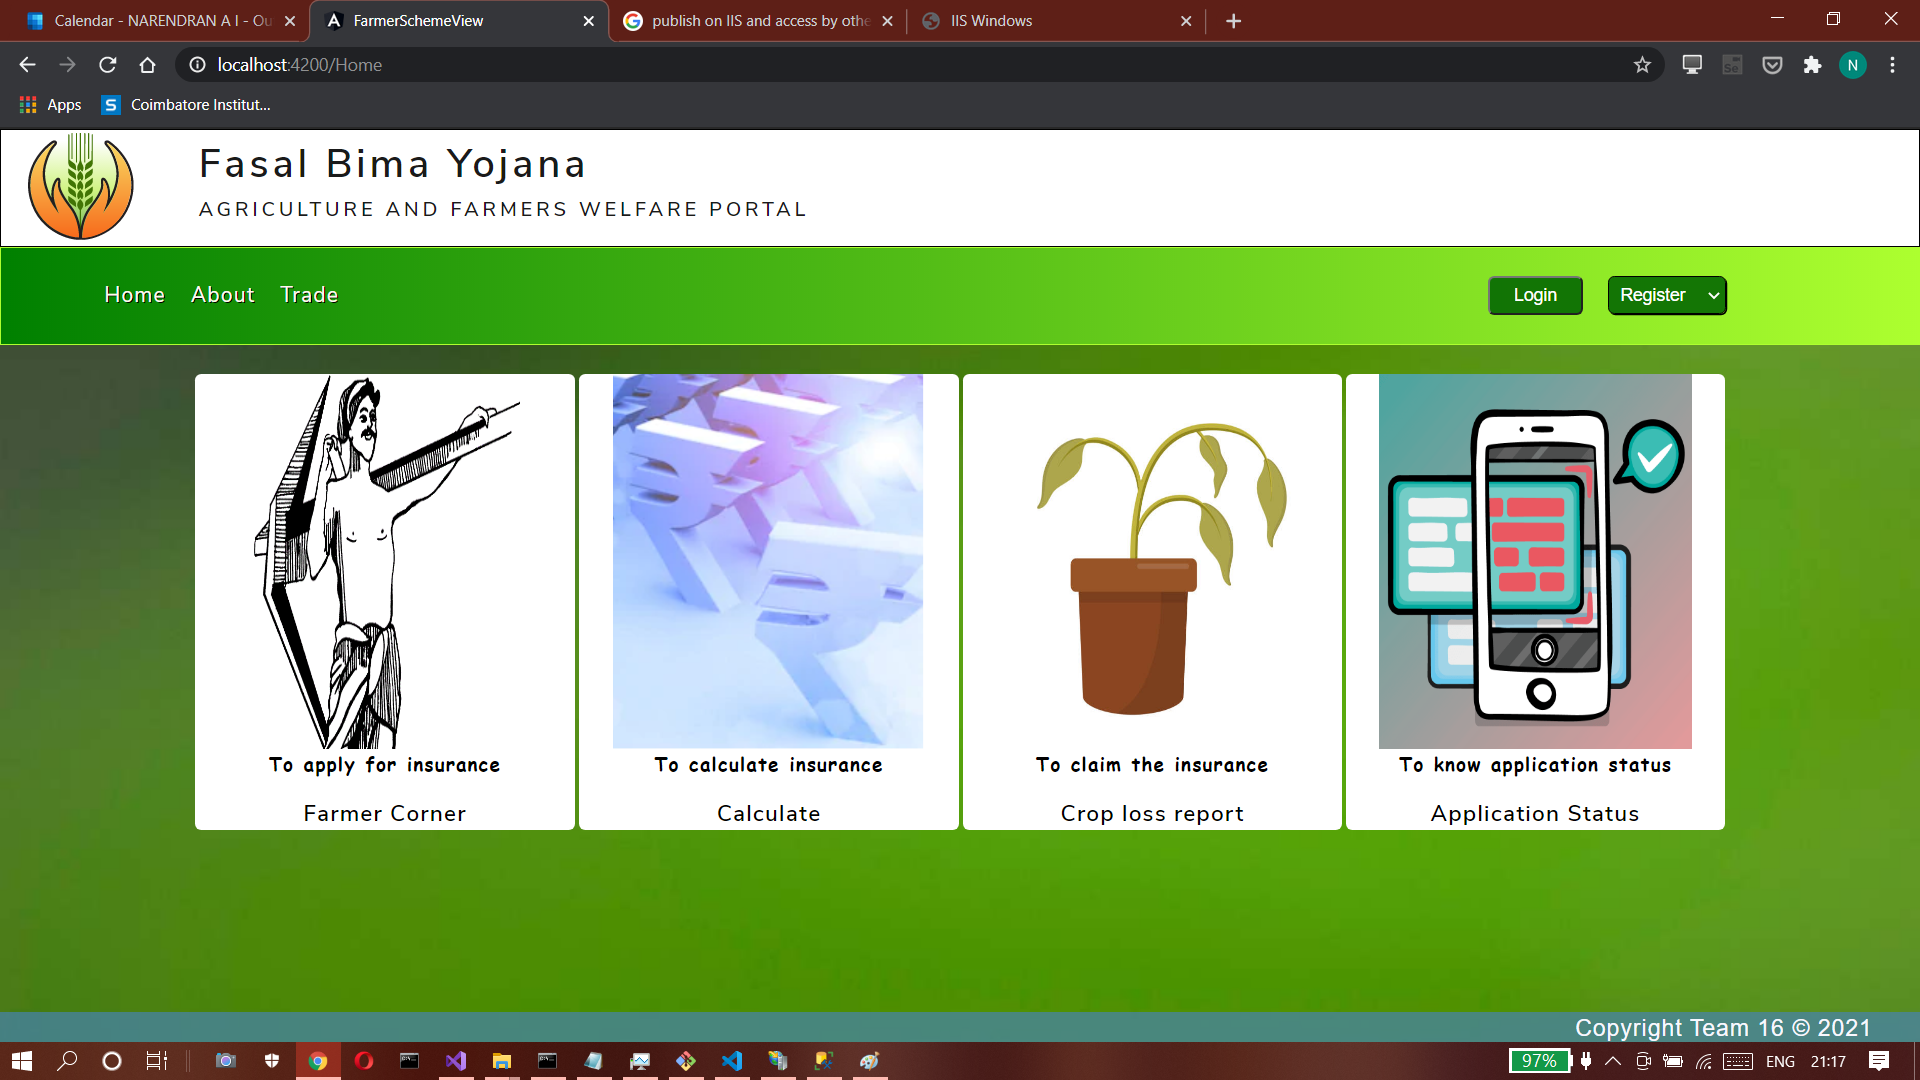 Calendar - NARENDRAN A I - Ou
FarmerSchemeView
publish on IIS and access by othe
IIS Windows
localhost:4200/Home
Se
N
Apps
S
Coimbatore Institut...
Fasal Bima Yojana
AGRICULTURE AND FARMERS WELFARE PORTAL
Home
About
Trade
Login
Register
To apply for insurance
Farmer Corner
To calculate insurance
Calculate
To claim the insurance
Crop loss report
To know application status
Application Status
Copyright Team 16 © 2021
97%
ENG
21:17